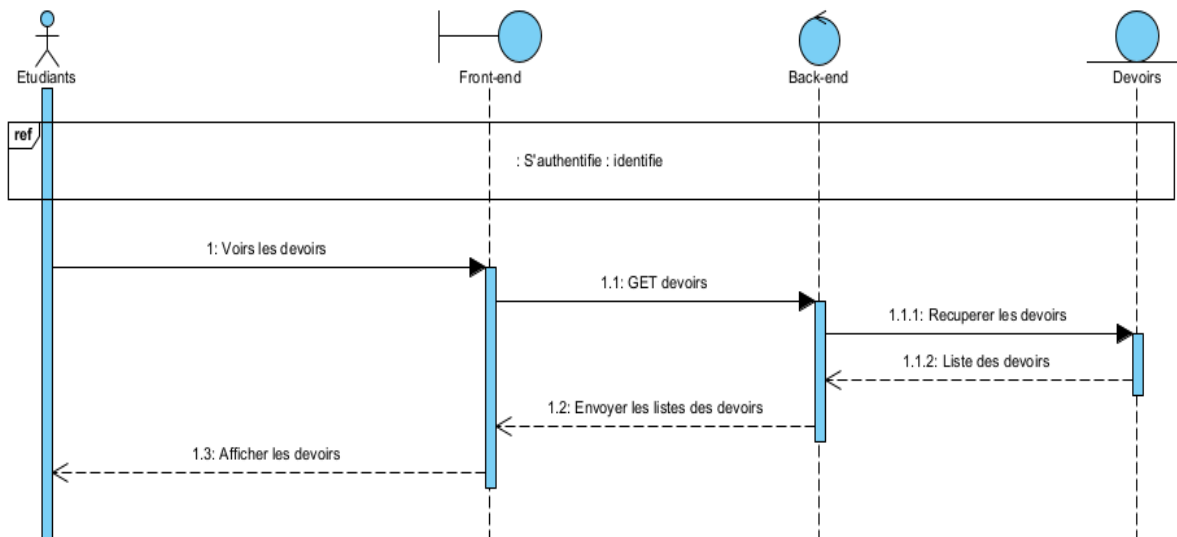 Etudiants
Front-end
Back-end
Devoirs
ref
: S'authentifie : identifie
1: Voirs les devoirs
1.1: GET devoirs
1.1.1: Recuperer les devoirs
1.1.2: Liste des devoirs
1.2: Envoyer les listes des devoirs
1.3: Afficher les devoirs